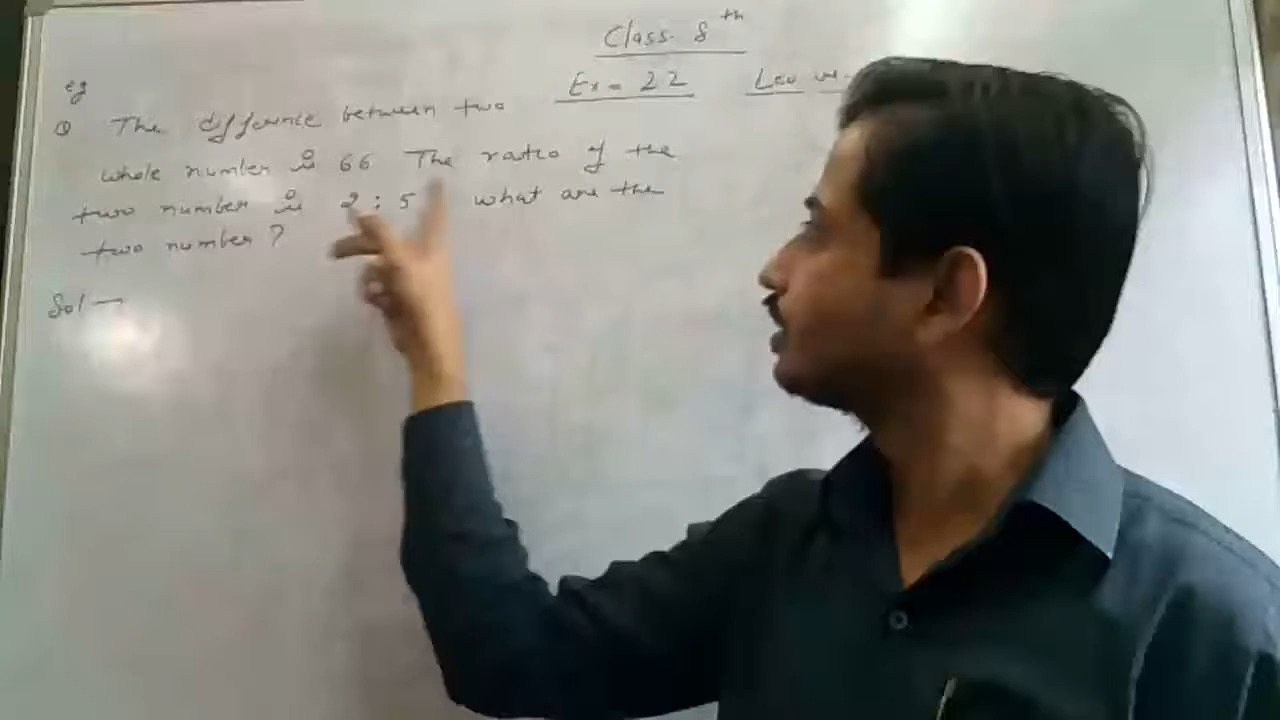 Class 8th
Ex - 22
eg
Q The difference between two
whole number is 66 The ratio of the
two number is 2 : 5 what are the
two number ?
Sol →